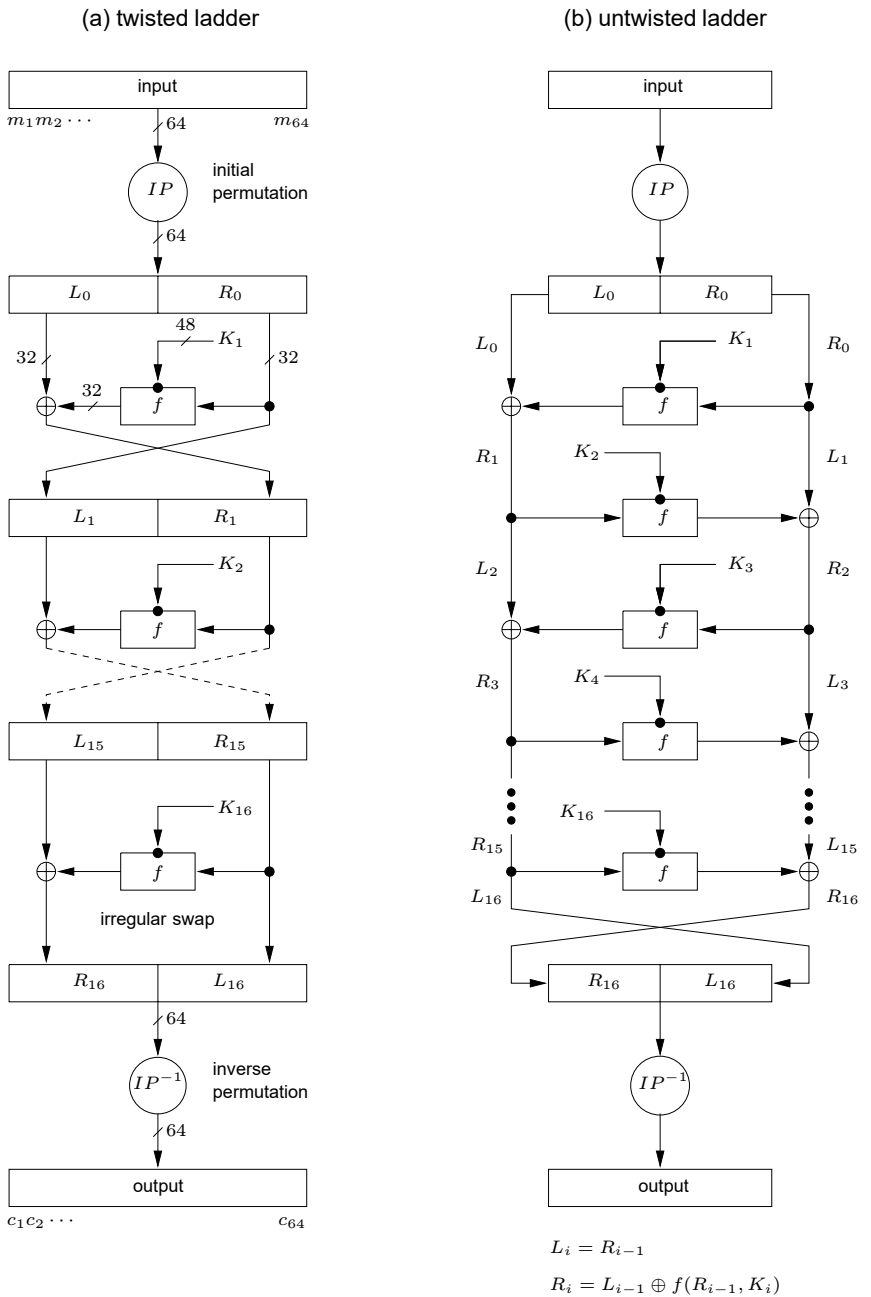 (a) twisted ladder
input
m₁m₂ ⋯ m₆₄
64
IP
initial
permutation
64
L₀ R₀
48
K₁
32 32
32
f
L₁ R₁
K₂
f
L₁₅ R₁₅
K₁₆
f
irregular swap
R₁₆ L₁₆
64
IP⁻¹
inverse
permutation
64
output
c₁c₂ ⋯ c₆₄
(b) untwisted ladder
input
IP
L₀ R₀
L₀ K₁ R₀
f
R₁ K₂ L₁
f
L₂ K₃ R₂
f
R₃ K₄ L₃
f
K₁₆
R₁₅ L₁₅
f
L₁₆ R₁₆
R₁₆ L₁₆
IP⁻¹
output
Lᵢ = Rᵢ₋₁
Rᵢ = Lᵢ₋₁ ⊕ f(Rᵢ₋₁, Kᵢ)